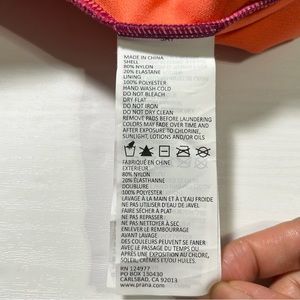 MADE IN CHINA
SHELL
80% NYLON
20% ELASTANE
LINING
100% POLYESTER
HAND WASH COLD
DO NOT BLEACH
DRY FLAT
DO NOT IRON
DO NOT DRY CLEAN
REMOVE PADS BEFORE LAUNDERING
COLORS MAY FADE OVER TIME AND
AFTER EXPOSURE TO CHLORINE,
SUNLIGHT, LOTIONS AND/OR OILS
FABRIQUÉ EN CHINE
EXTÉRIEUR
80% NYLON
20% ÉLASTHANNE
DOUBLURE
100% POLYESTER
LAVAGE À LA MAIN ET À L'EAU FROIDE
NE PAS UTILISER D'EAU DE JAVEL
FAIRE SÉCHER À PLAT
NE PAS REPASSER
NE PAS NETTOYER À SEC
ENLEVER LE REMBOURRAGE
AVANT LAVAGE
DES COULEURS PEUVENT SE FANER
AVEC LE PASSAGE DU TEMPS OU
APRÈS UNE EXPOSITION AU CHLORE,
SOLEIL, CRÈMES ET/OU HUILES.
RN 124977
PO BOX 130430
CARLSBAD, CA 92013
www.prana.com